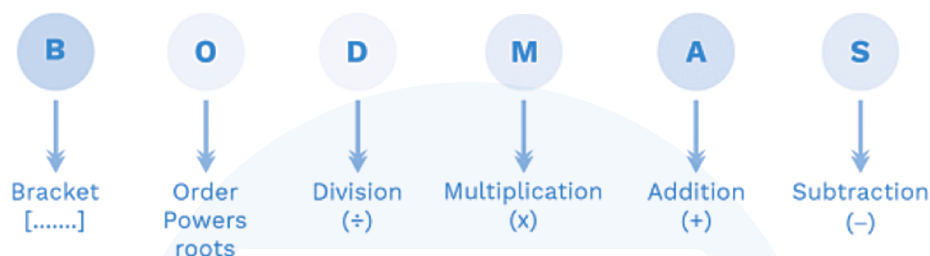 B O D M A S
Bracket Order Division Multiplication Addition Subtraction
[.......] Powers (÷) (x) (+) (–)
roots